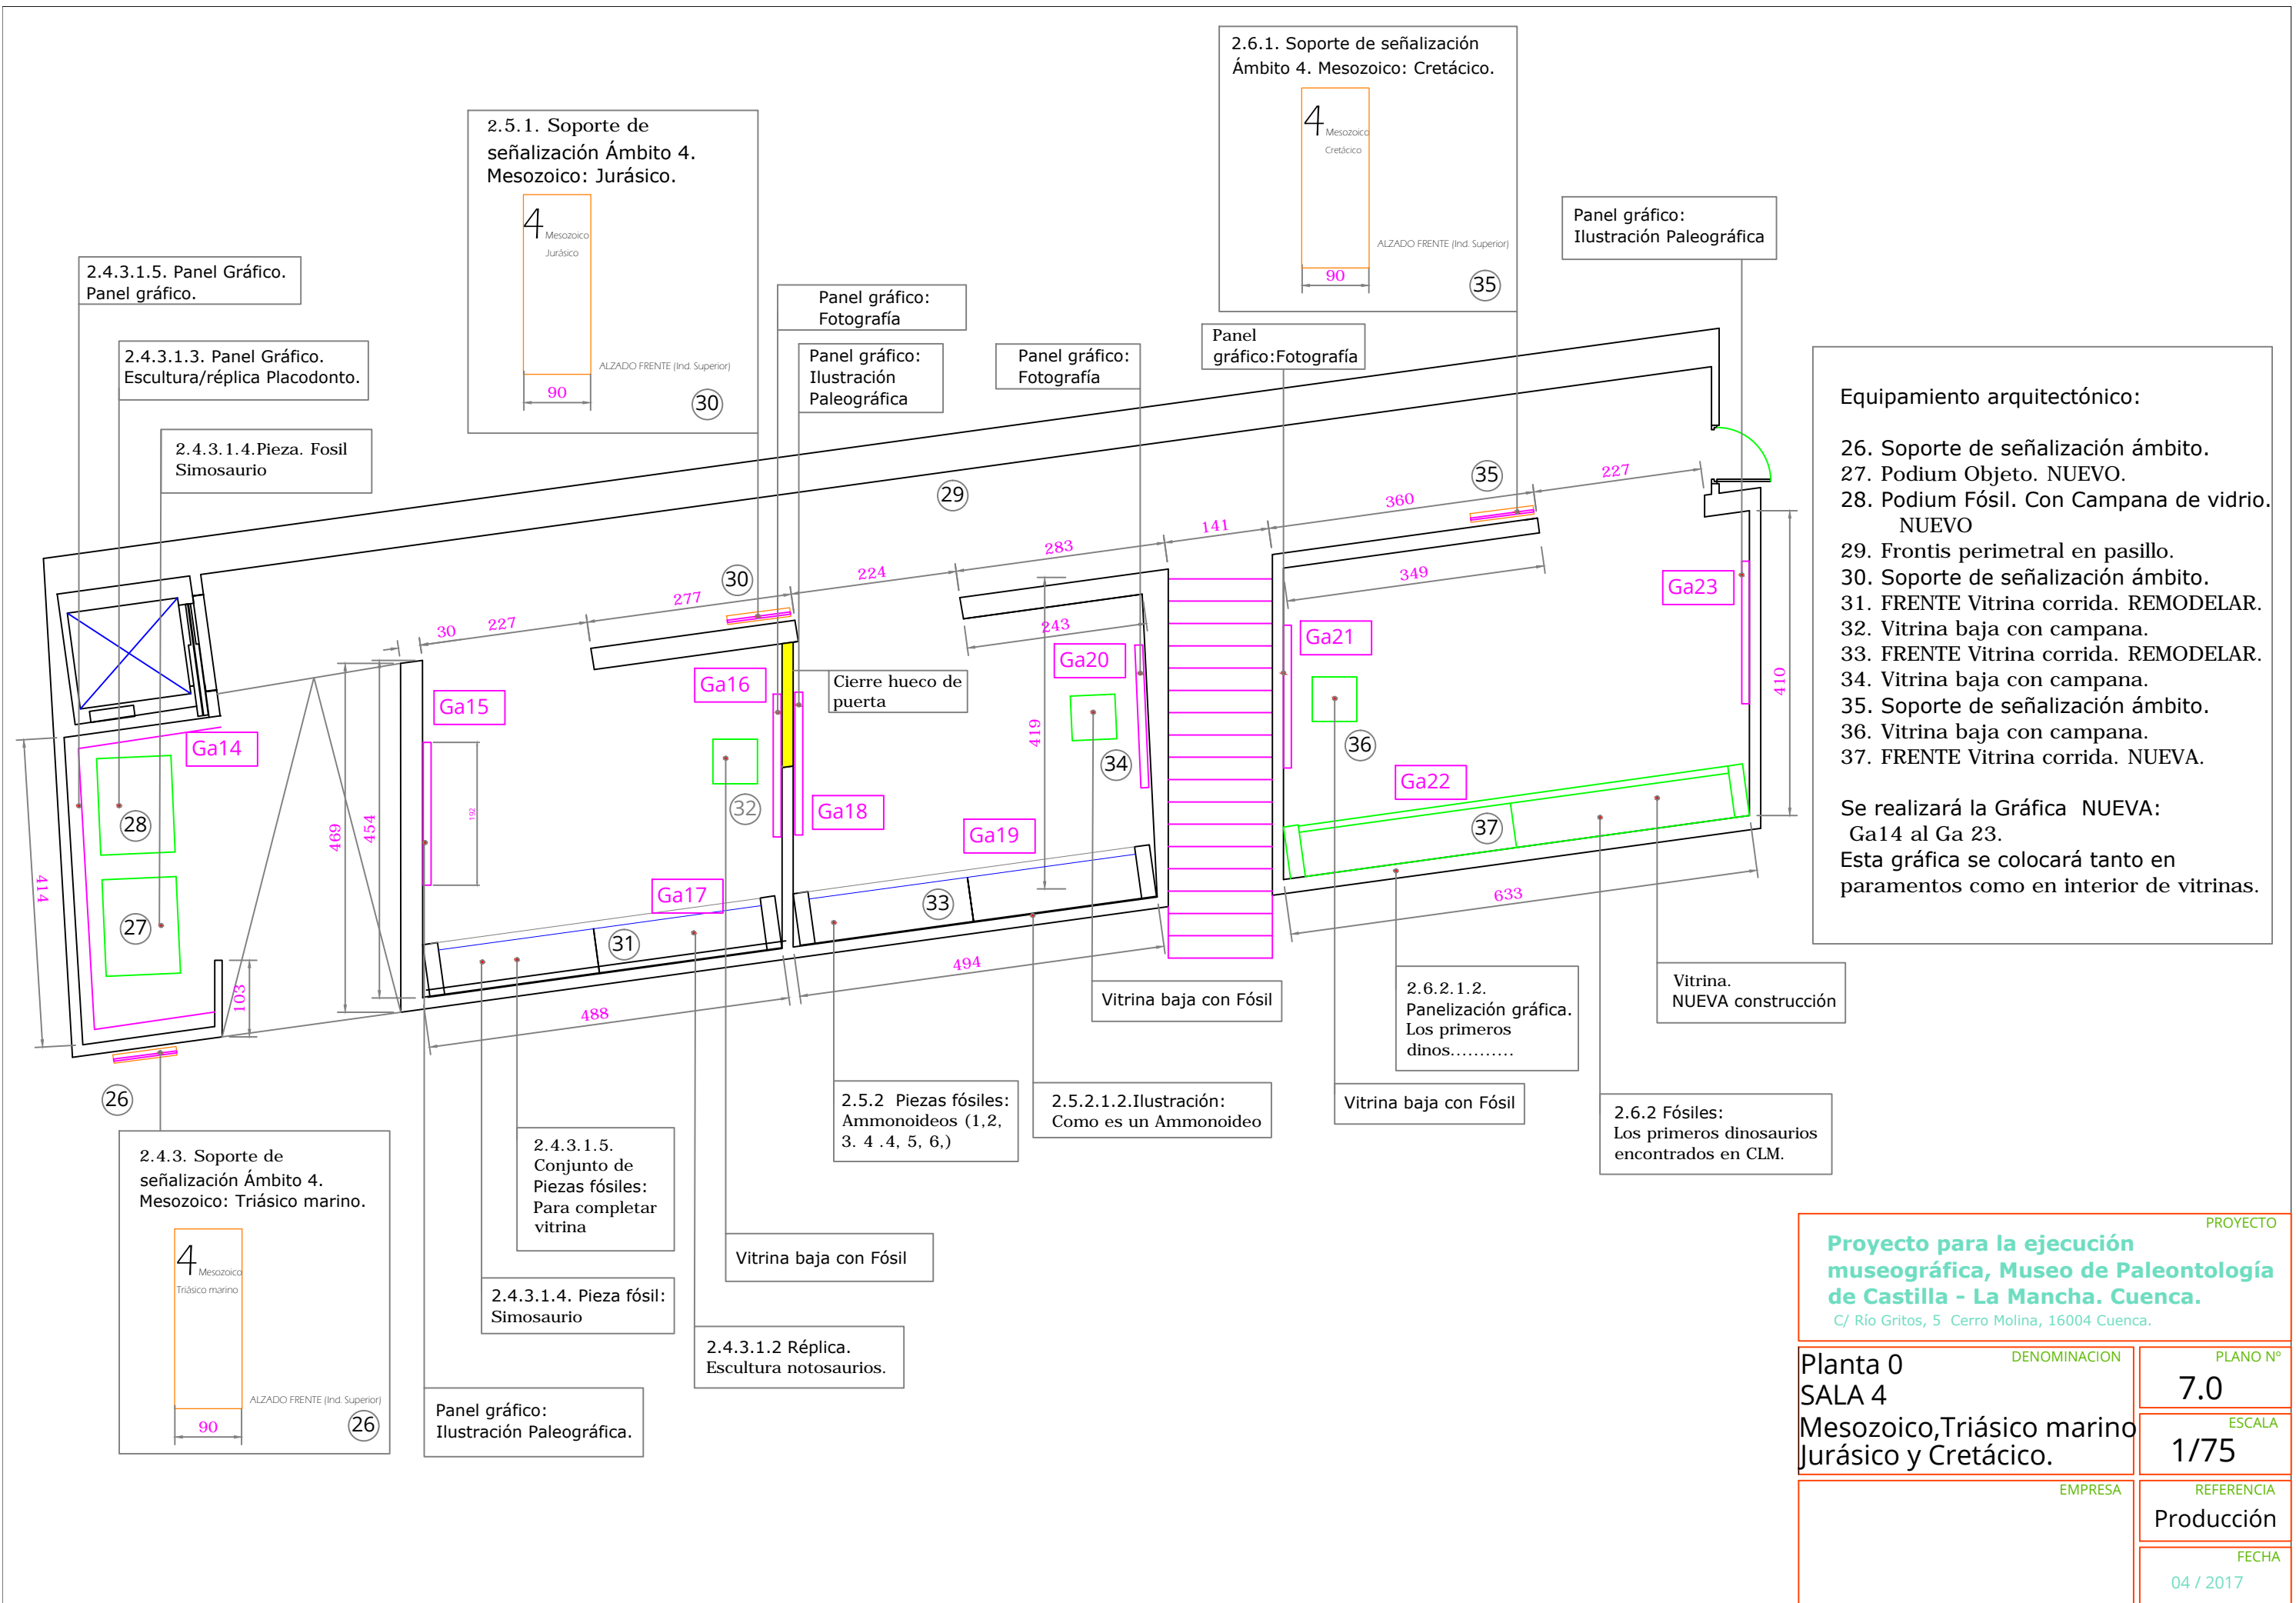 2.6.1. Soporte de señalización
Ámbito 4. Mesozoico: Cretácico.
4 Mesozoico
Cretácico
ALZADO FRENTE (Ind. Superior)
90
35
2.5.1. Soporte de
señalización Ámbito 4.
Mesozoico: Jurásico.
4 Mesozoico
Jurásico
ALZADO FRENTE (Ind. Superior)
90
30
Panel gráfico:
Ilustración Paleográfica
2.4.3.1.5. Panel Gráfico.
Panel gráfico.
2.4.3.1.3. Panel Gráfico.
Escultura/réplica Placodonto.
2.4.3.1.4.Pieza. Fosil
Simosaurio
Panel gráfico:
Fotografía
Panel gráfico:
Ilustración
Paleográfica
Panel gráfico:
Fotografía
Panel
gráfico:Fotografía
Equipamiento arquitectónico:
26. Soporte de señalización ámbito.
27. Podium Objeto. NUEVO.
28. Podium Fósil. Con Campana de vidrio.
NUEVO
29. Frontis perimetral en pasillo.
30. Soporte de señalización ámbito.
31. FRENTE Vitrina corrida. REMODELAR.
32. Vitrina baja con campana.
33. FRENTE Vitrina corrida. REMODELAR.
34. Vitrina baja con campana.
35. Soporte de señalización ámbito.
36. Vitrina baja con campana.
37. FRENTE Vitrina corrida. NUEVA.
Se realizará la Gráfica  NUEVA:
Ga14 al Ga 23.
Esta gráfica se colocará tanto en
paramentos como en interior de vitrinas.
29
35
227
360
141
283
224
277
30
227
30
349
243
Ga23
Ga21
Ga20
Ga16
Ga15
Ga14
Cierre hueco de
puerta
410
419
469
454
192
414
103
28
27
32
34
36
Ga18
Ga19
Ga22
Ga17
31
33
37
488
494
633
26
Vitrina baja con Fósil
2.6.2.1.2.
Panelización gráfica.
Los primeros
dinos...........
Vitrina.
NUEVA construcción
2.5.2  Piezas fósiles:
Ammonoideos (1,2,
3. 4 .4, 5, 6,)
2.5.2.1.2.Ilustración:
Como es un Ammonoideo
Vitrina baja con Fósil
2.6.2 Fósiles:
Los primeros dinosaurios
encontrados en CLM.
2.4.3. Soporte de
señalización Ámbito 4.
Mesozoico: Triásico marino.
4 Mesozoico
Triásico marino
ALZADO FRENTE (Ind. Superior)
90
26
2.4.3.1.5.
Conjunto de
Piezas fósiles:
Para completar
vitrina
Vitrina baja con Fósil
2.4.3.1.4. Pieza fósil:
Simosaurio
2.4.3.1.2 Réplica.
Escultura notosaurios.
Panel gráfico:
Ilustración Paleográfica.
PROYECTO
Proyecto para la ejecución
museográfica, Museo de Paleontología
de Castilla - La Mancha. Cuenca.
C/ Río Gritos, 5  Cerro Molina, 16004 Cuenca.
DENOMINACION
Planta 0
SALA 4
Mesozoico,Triásico marino
Jurásico y Cretácico.
PLANO Nº
7.0
ESCALA
1/75
EMPRESA
REFERENCIA
Producción
FECHA
04 / 2017